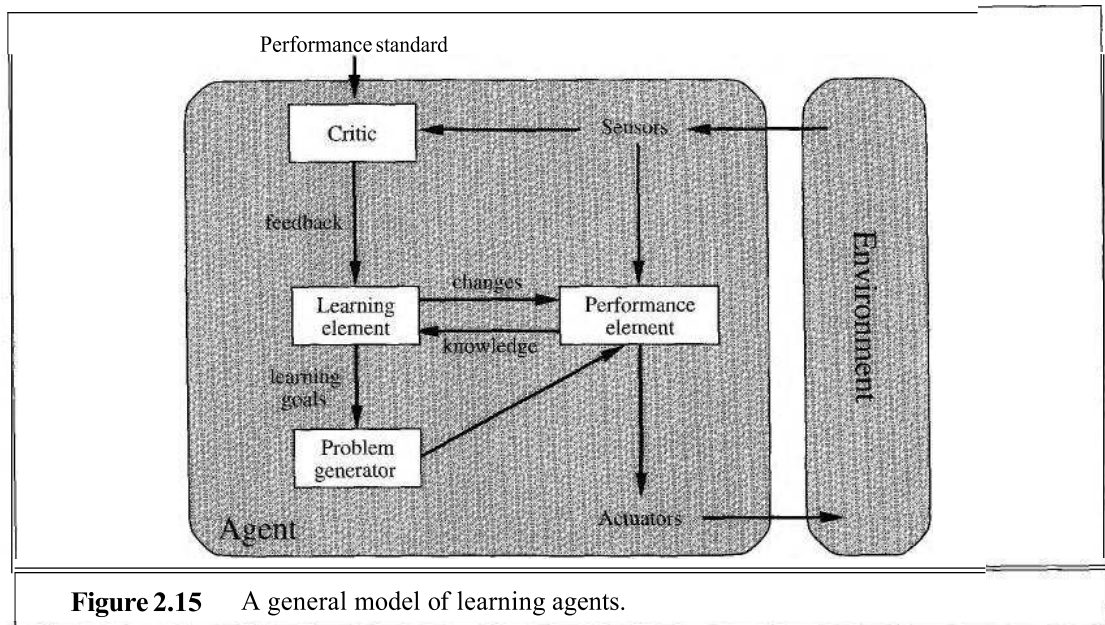 Performance standard
Critic
Sensors
feedback
changes
Learning
element
Performance
element
knowledge
learning
goals
Problem
generator
Agent
Actuators
Environment
Figure 2.15 A general model of learning agents.